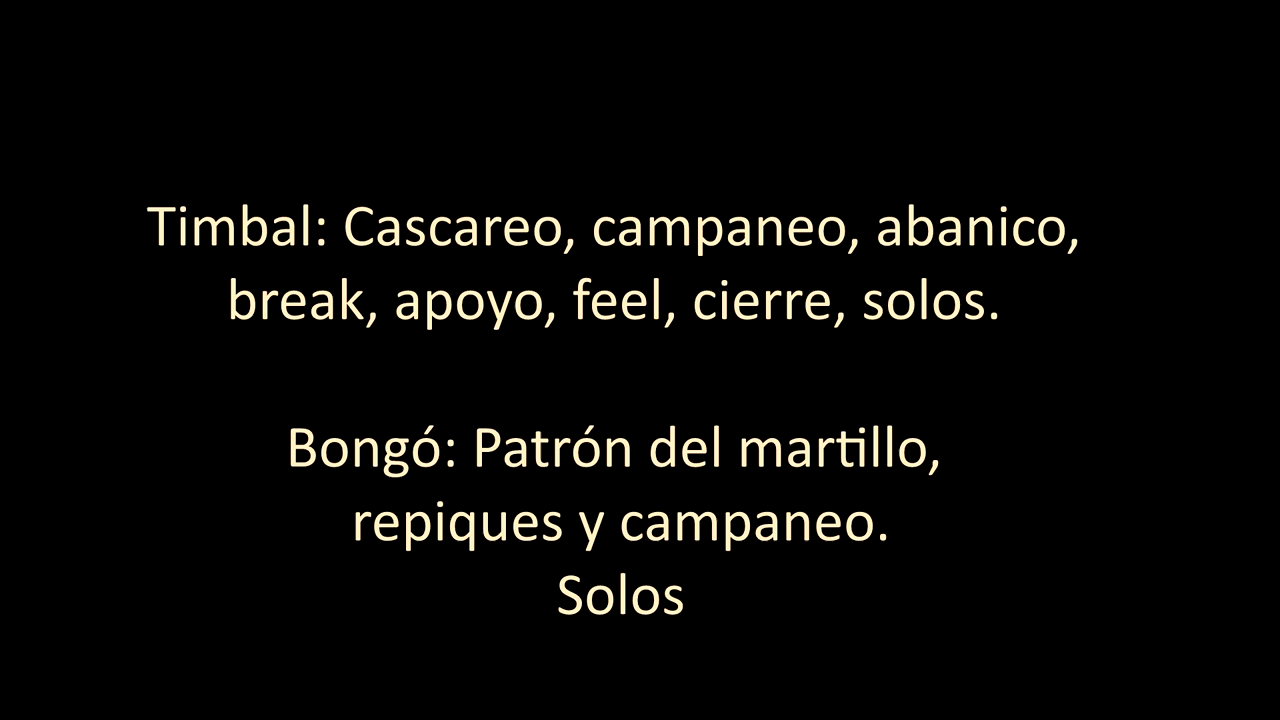 Timbal: Cascareo, campaneo, abanico,
break, apoyo, feel, cierre, solos.
Bongó: Patrón del martillo,
repiques y campaneo.
Solos